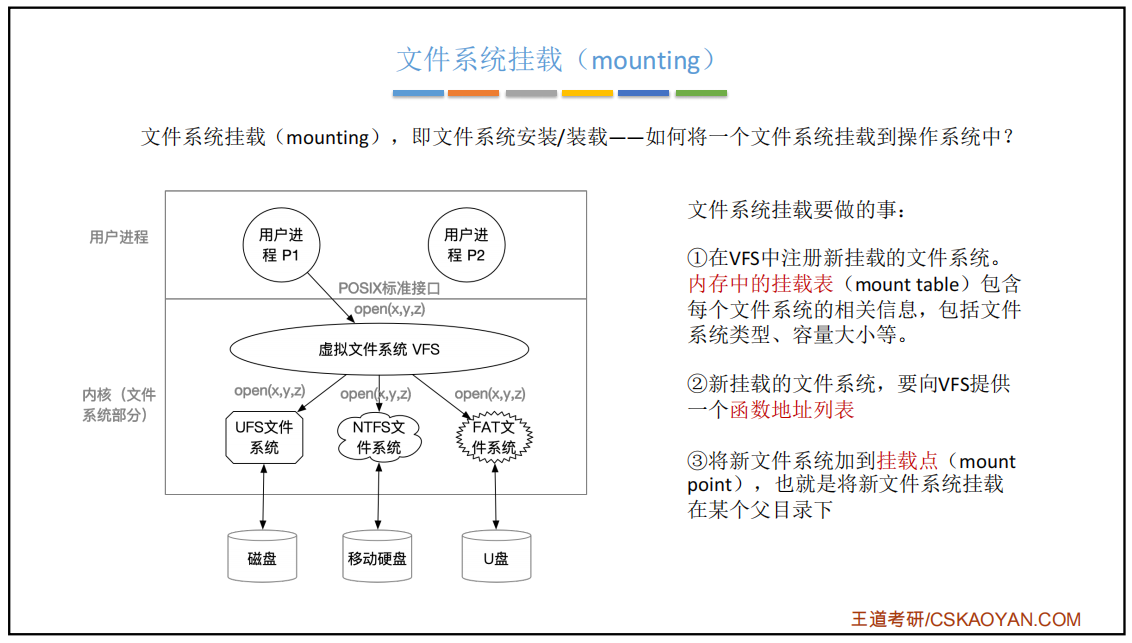 文件系统挂载（mounting）
文件系统挂载（mounting），即文件系统安装/装载——如何将一个文件系统挂载到操作系统中？
用户进程
用户进
程 P1
用户进
程 P2
POSIX标准接口
open(x,y,z)
虚拟文件系统 VFS
内核（文件
系统部分）
open(x,y,z)
open(x,y,z)
open(x,y,z)
UFS文件
系统
NTFS文
件系统
FAT文
件系统
磁盘
移动硬盘
U盘
文件系统挂载要做的事：
①在VFS中注册新挂载的文件系统。
内存中的挂载表（mount table）包含
每个文件系统的相关信息，包括文件
系统类型、容量大小等。
②新挂载的文件系统，要向VFS提供
一个函数地址列表
③将新文件系统加到挂载点（mount
point），也就是将新文件系统挂载
在某个父目录下
王道考研/CSKAOYAN.COM